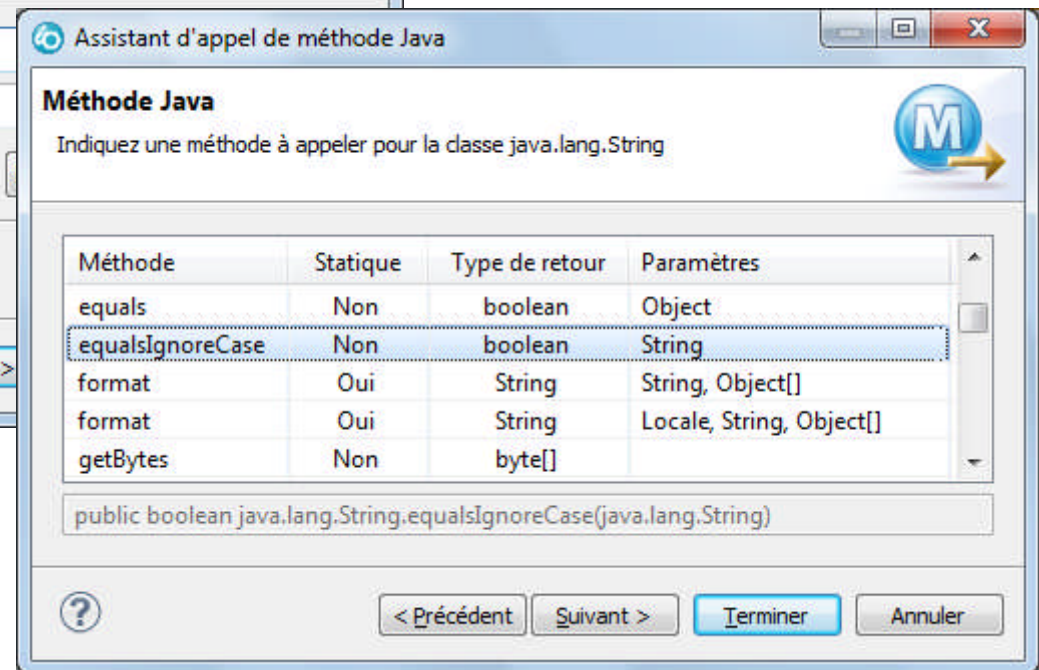 Assistant d'appel de méthode Java
Méthode Java
Indiquez une méthode à appeler pour la classe java.lang.String
M
Méthode Statique Type de retour Paramètres
equals Non boolean Object
equalsIgnoreCase Non boolean String
format Oui String String, Object[]
format Oui String Locale, String, Object[]
getBytes Non byte[]
public boolean java.lang.String.equalsIgnoreCase(java.lang.String)
>
? < Précédent Suivant > Terminer Annuler